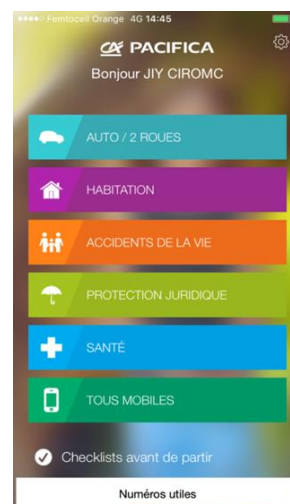 Femtocell Orange 4G 14:45
CA PACIFICA
Bonjour JIY CIROMC
AUTO / 2 ROUES
HABITATION
ACCIDENTS DE LA VIE
PROTECTION JURIDIQUE
SANTÉ
TOUS MOBILES
Checklists avant de partir
Numéros utiles